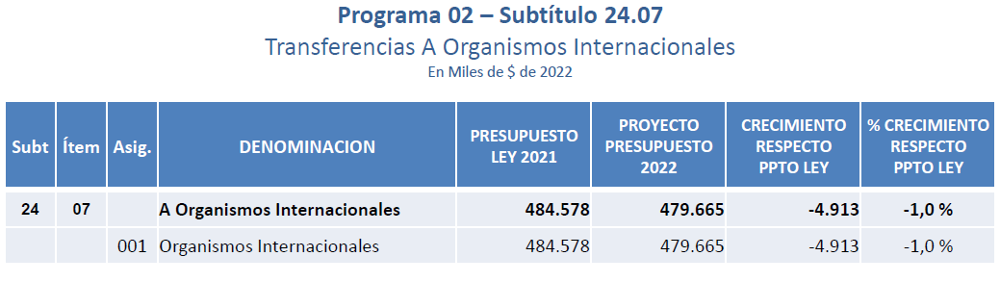 Programa 02 – Subtítulo 24.07
Transferencias A Organismos Internacionales
En Miles de $ de 2022
Subt Ítem Asig. DENOMINACION PRESUPUESTO LEY 2021 PROYECTO PRESUPUESTO 2022 CRECIMIENTO RESPECTO PPTO LEY % CRECIMIENTO RESPECTO PPTO LEY
24 07 A Organismos Internacionales 484.578 479.665 -4.913 -1,0 %
001 Organismos Internacionales 484.578 479.665 -4.913 -1,0 %